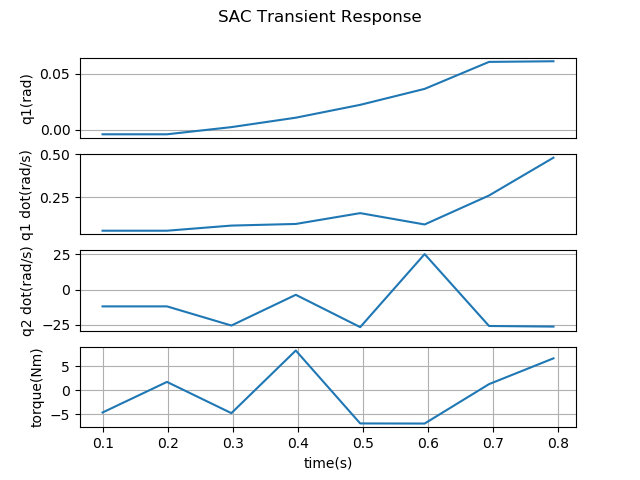 SAC Transient Response
q1(rad)
0.05
0.00
q1 dot(rad/s)
0.50
0.25
q2 dot(rad/s)
25
0
−25
torque(Nm)
5
0
−5
0.1 0.2 0.3 0.4 0.5 0.6 0.7 0.8
time(s)